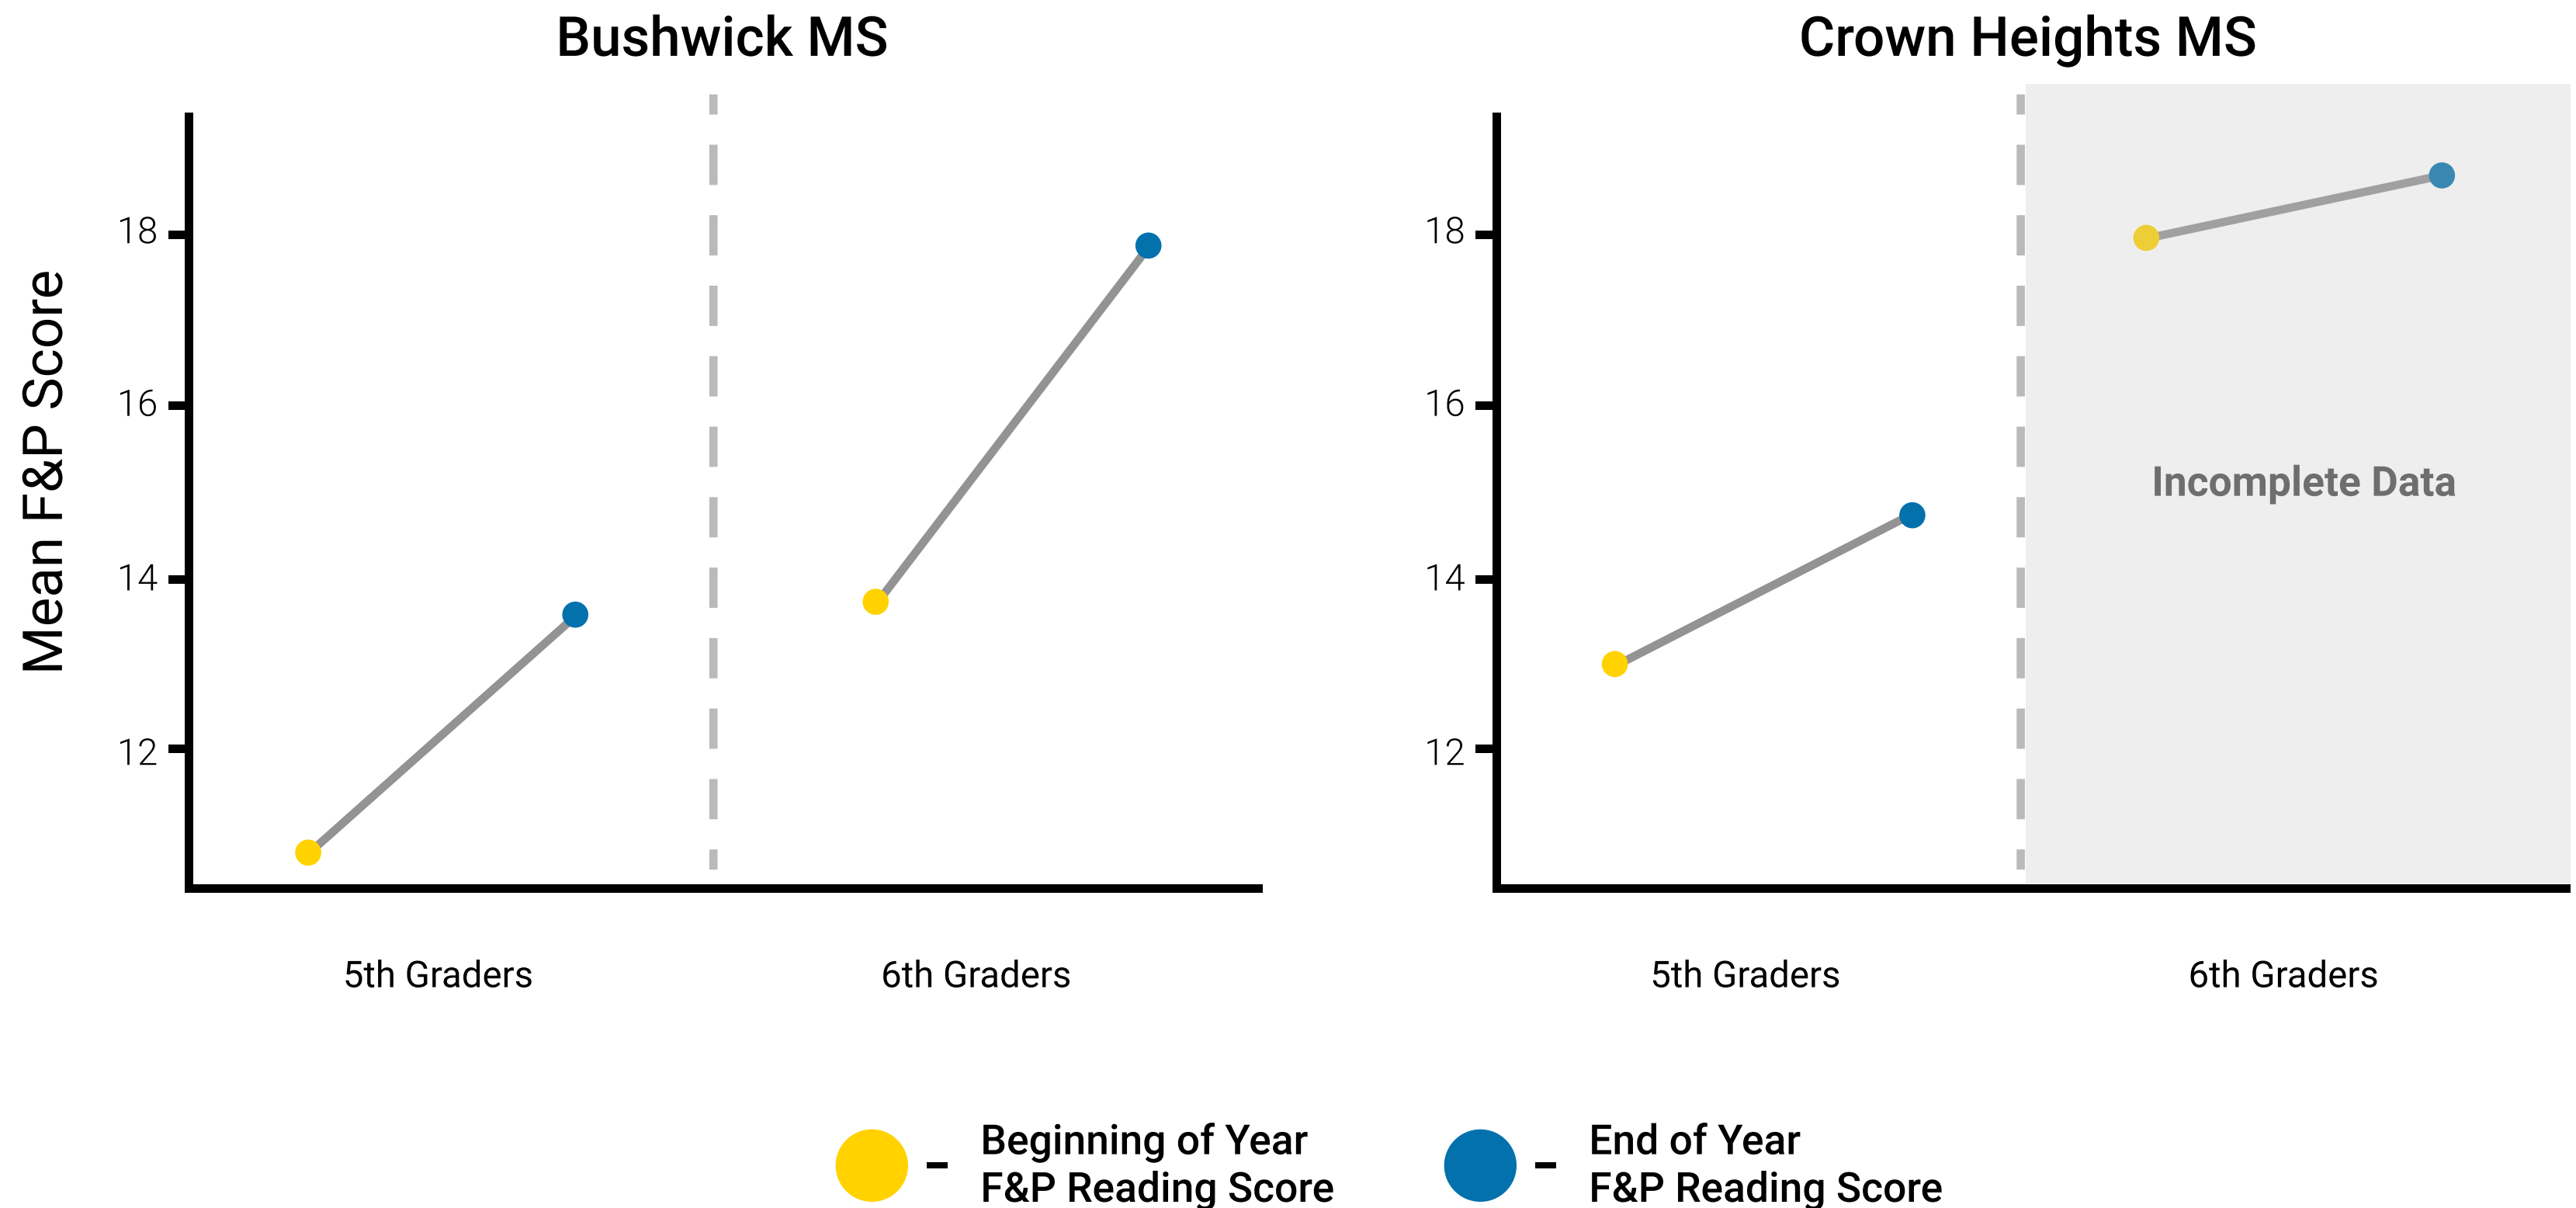 Bushwick MS
Crown Heights MS
Mean F&P Score
18
16
14
12
5th Graders
6th Graders
18
16
14
12
Incomplete Data
5th Graders
6th Graders
- Beginning of Year
F&P Reading Score
- End of Year
F&P Reading Score